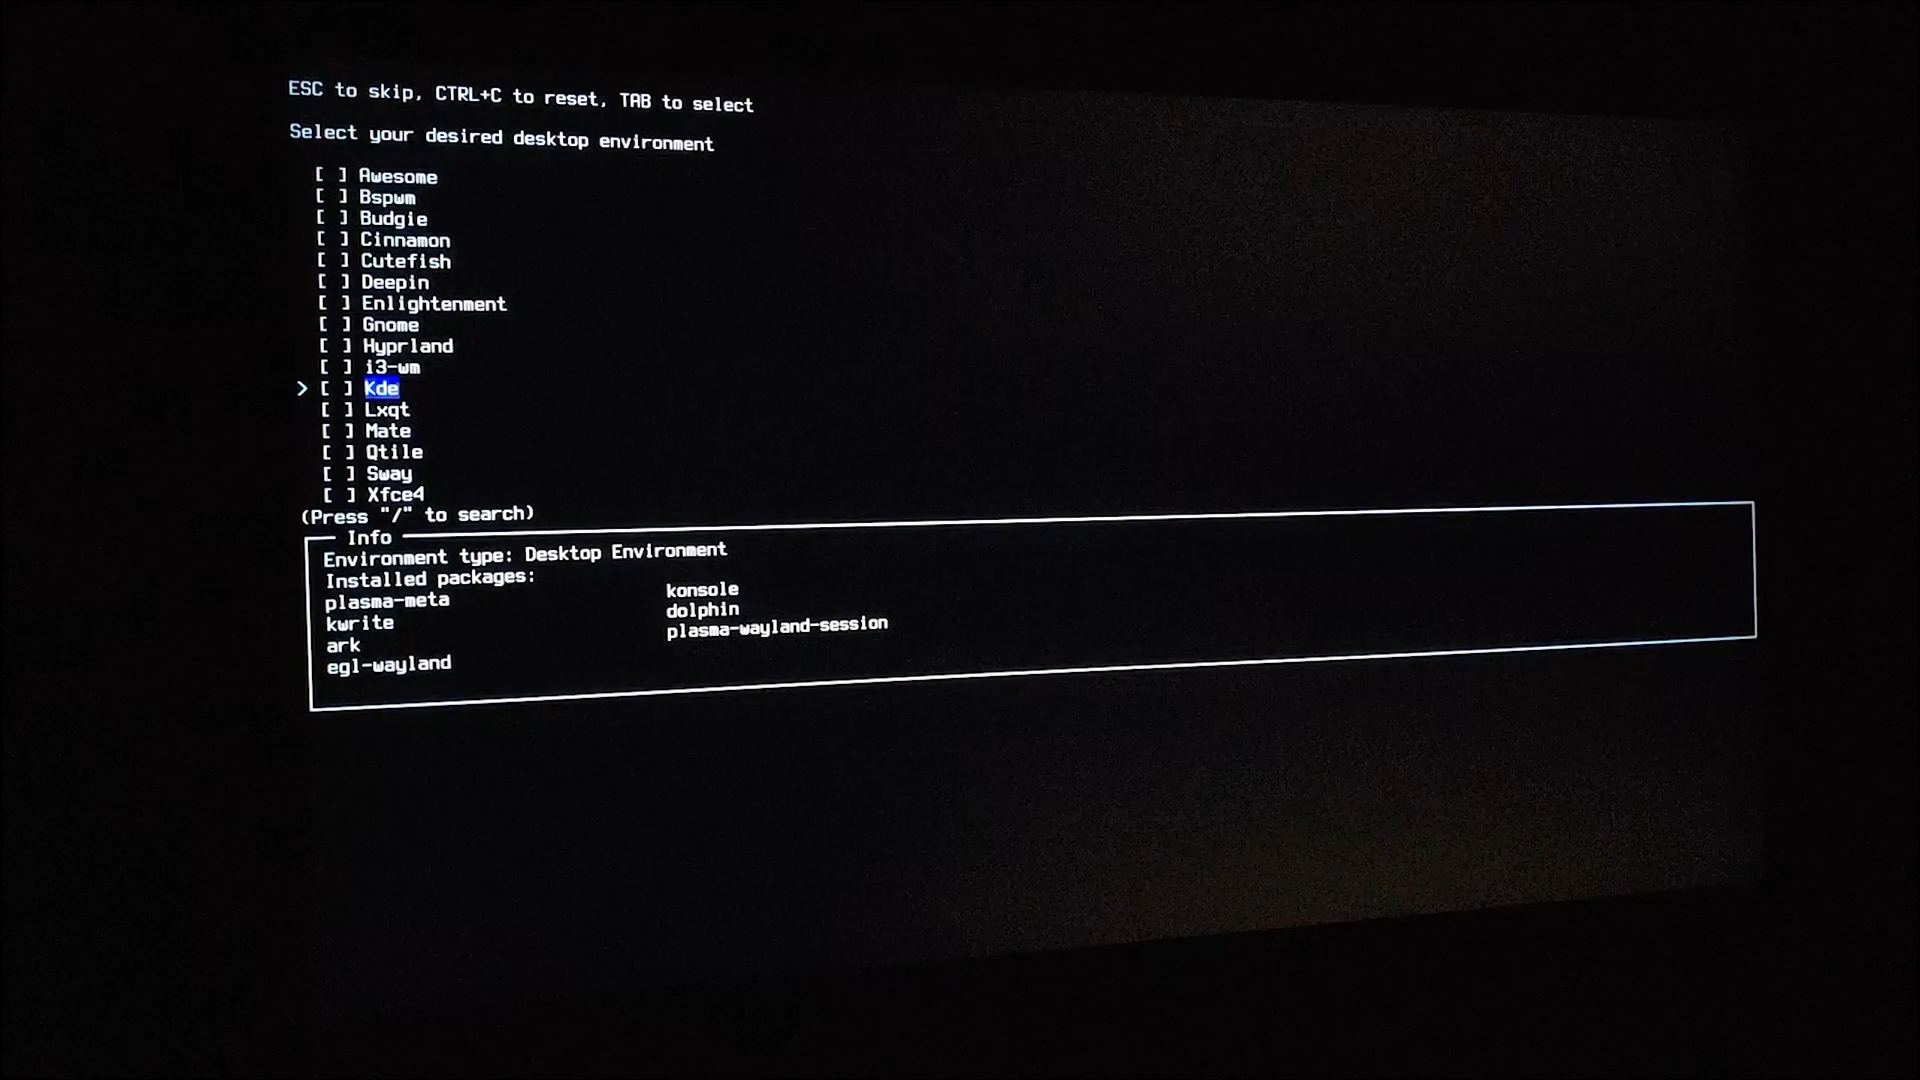 ESC to skip, CTRL+C to reset, TAB to select
Select your desired desktop environment
[ ] Awesome
[ ] Bspwm
[ ] Budgie
[ ] Cinnamon
[ ] Cutefish
[ ] Deepin
[ ] Enlightenment
[ ] Gnome
[ ] Hyprland
[ ] i3-wm
> [ ] Kde
[ ] Lxqt
[ ] Mate
[ ] Qtile
[ ] Sway
[ ] Xfce4
(Press "/" to search)
Info
Environment type: Desktop Environment
Installed packages:
plasma-meta konsole
kwrite dolphin
ark plasma-wayland-session
egl-wayland